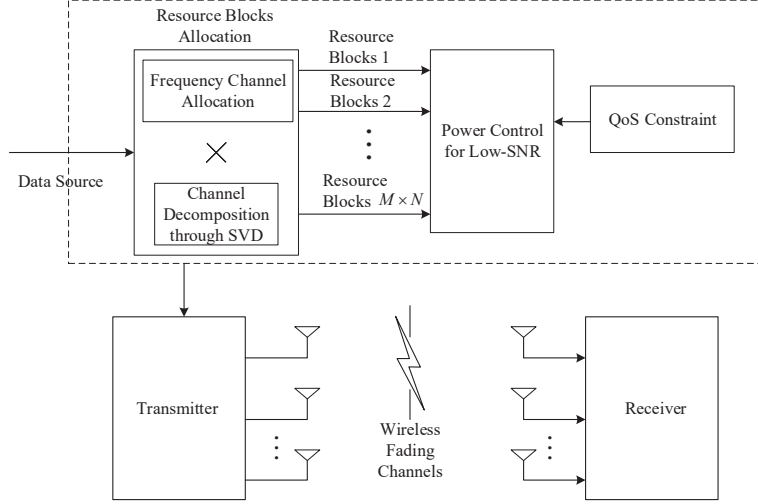 Resource Blocks
Allocation
Frequency Channel
Allocation
Channel
Decomposition
through SVD
Resource
Blocks 1
Resource
Blocks 2
Resource
Blocks M × N
Power Control
for Low-SNR
QoS Constraint
Data Source
Transmitter
Wireless
Fading
Channels
Receiver